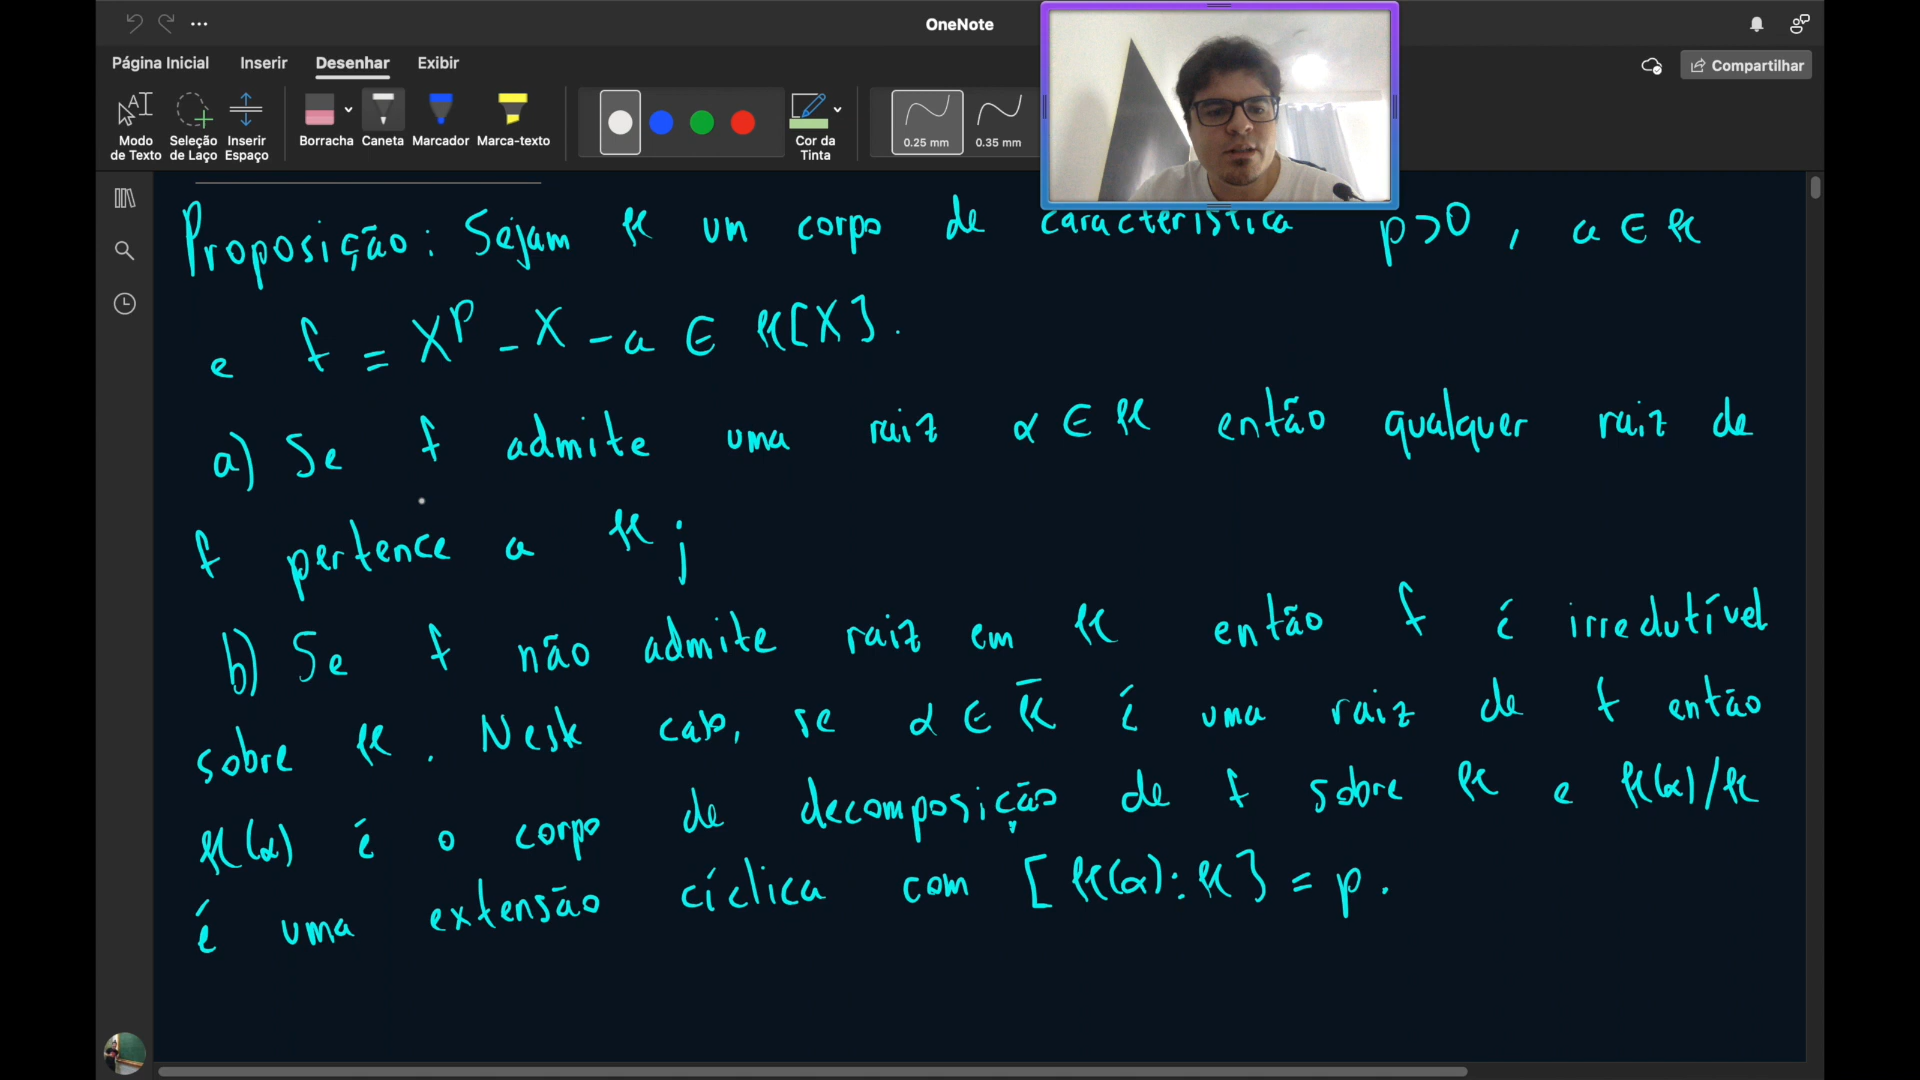 OneNote
Página Inicial Inserir Desenhar Exibir
Compartilhar
Modo de Texto
Seleção de Laço
Inserir Espaço
Borracha
Caneta
Marcador
Marca-texto
Cor da Tinta
0.25 mm
0.35 mm
Proposição: Sejam K um corpo de característica p>0, a ∈ K
e f = X^p - X - a ∈ K[X].
a) Se f admite uma raiz α ∈ K então qualquer raiz de
f pertence a K;
b) Se f não admite raiz em K então f é irredutível
sobre K. Neste caso, se α ∈ K̄ é uma raiz de f então
K(α) é o corpo de decomposição de f sobre K e K(α)/K
é uma extensão cíclica com [K(α):K] = p.